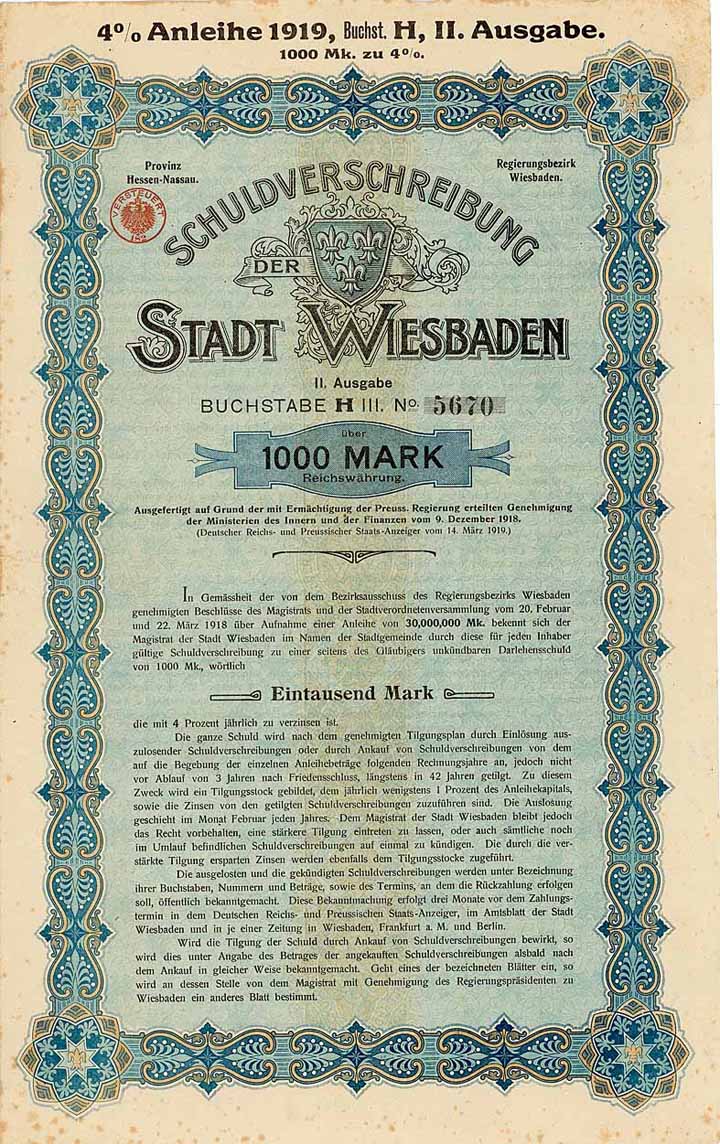 4% Anleihe 1919, Buchst. H, II. Ausgabe.
1000 Mk. zu 4%.
Provinz
Hessen-Nassau.
Regierungsbezirk
Wiesbaden.
VERSTEUERT
SCHULDVERSCHREIBUNG
DER
STADT WIESBADEN
II. Ausgabe
BUCHSTABE H III. No. 5670
über
1000 MARK
Reichswährung.
Ausgefertigt auf Grund der mit Ermächtigung der Preuss. Regierung erteilten Genehmigung
der Ministerien des Innern und der Finanzen vom 9. Dezember 1918.
(Deutscher Reichs- und Preussischer Staats-Anzeiger vom 14. März 1919.)
In Gemässheit der von dem Bezirksausschuss des Regierungsbezirks Wiesbaden
genehmigten Beschlüsse des Magistrats und der Stadtverordnetenversammlung vom 20. Februar
und 22. März 1918 über Aufnahme einer Anleihe von 30,000,000 Mk. bekennt sich der
Magistrat der Stadt Wiesbaden im Namen der Stadtgemeinde durch diese für jeden Inhaber
gültige Schuldverschreibung zu einer seitens des Gläubigers unkündbaren Darlehensschuld
von 1000 Mk., wörtlich
Eintausend Mark
die mit 4 Prozent jährlich zu verzinsen ist.
Die ganze Schuld wird nach dem genehmigten Tilgungsplan durch Einlösung aus-
zulosender Schuldverschreibungen oder durch Ankauf von Schuldverschreibungen von dem
auf die Begebung der einzelnen Anleihebeträge folgenden Rechnungsjahre an, jedoch nicht
vor Ablauf von 3 Jahren nach Friedensschluss, längstens in 42 Jahren getilgt. Zu diesem
Zweck wird ein Tilgungsstock gebildet, dem jährlich wenigstens 1 Prozent des Anleihekapitals,
sowie die Zinsen von den getilgten Schuldverschreibungen zuzuführen sind. Die Auslosung
geschieht im Monat Februar jeden Jahres. Dem Magistrat der Stadt Wiesbaden bleibt jedoch
das Recht vorbehalten, eine stärkere Tilgung eintreten zu lassen, oder auch sämtliche noch
im Umlauf befindlichen Schuldverschreibungen auf einmal zu kündigen. Die durch die ver-
stärkte Tilgung ersparten Zinsen werden ebenfalls dem Tilgungsstocke zugeführt.
Die ausgelosten und die gekündigten Schuldverschreibungen werden unter Bezeichnung
ihrer Buchstaben, Nummern und Beträge, sowie des Termins, an dem die Rückzahlung erfolgen
soll, öffentlich bekanntgemacht. Diese Bekanntmachung erfolgt drei Monate vor dem Zahlungs-
termin in dem Deutschen Reichs- und Preussischen Staats-Anzeiger, im Amtsblatt der Stadt
Wiesbaden und in je einer Zeitung in Wiesbaden, Frankfurt a. M. und Berlin.
Wird die Tilgung der Schuld durch Ankauf von Schuldverschreibungen bewirkt, so
wird dies unter Angabe des Betrages der angekauften Schuldverschreibungen alsbald nach
dem Ankauf in gleicher Weise bekanntgemacht. Geht eines der bezeichneten Blätter ein, so
wird an dessen Stelle von dem Magistrat mit Genehmigung des Regierungspräsidenten zu
Wiesbaden ein anderes Blatt bestimmt.